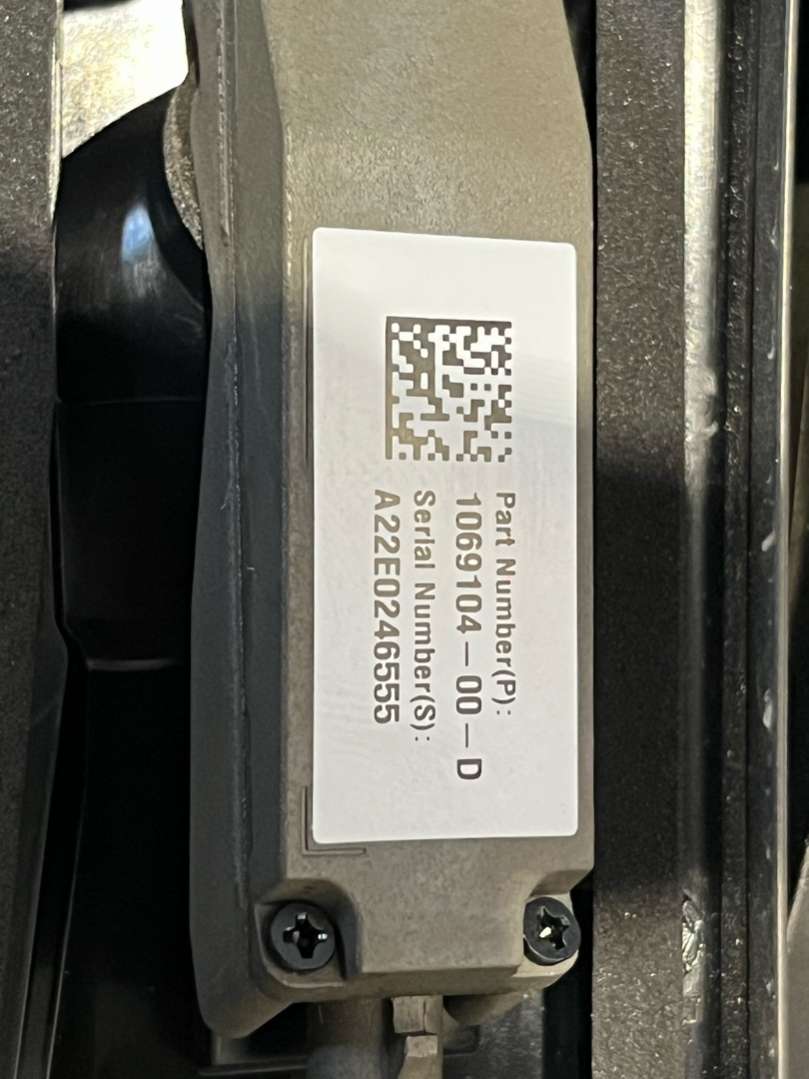 Part Number(P):
1069104-00-D
Serial Number(S):
A22E0246555